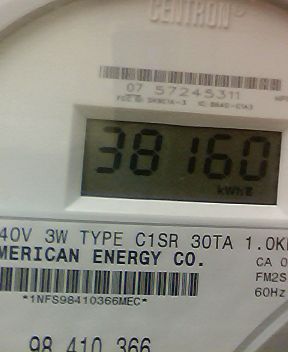 CENTRON®
07 57245311
38160
kWh
40V 3W TYPE C1SR 30TA 1.0K
MERICAN ENERGY CO.
CA 0
FM2S
60Hz
*1NFS98410366MEC*
98 410 366